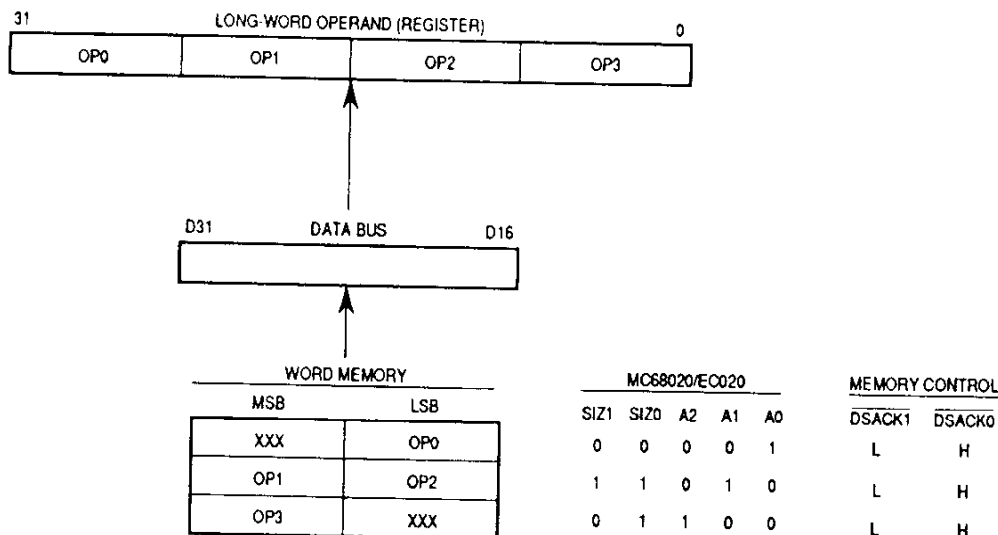 31 LONG-WORD OPERAND (REGISTER) 0
OP0 OP1 OP2 OP3
D31 DATA BUS D16
WORD MEMORY MC68020/EC020 MEMORY CONTROL
MSB LSB SIZ1 SIZ0 A2 A1 A0 DSACK1 DSACK0
XXX OP0 0 0 0 0 1 L H
OP1 OP2 1 1 0 1 0 L H
OP3 XXX 0 1 1 0 0 L H